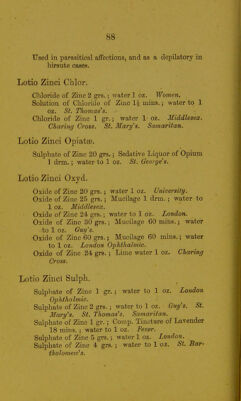 88
Used in parasitical affections, and as a depilatory in
hirsute cases.
Lotio Zinci Chlor.
Chloride of Zinc 2 grs. ; water 1 oz. Women.
Solution of Chloride of Zinc 1½ mins. ; water to 1
oz. St. Thomas's.
Chloride of Zinc 1 gr. ; water 1 oz. Middlesex.
Charing Cross. St. Mary's. Samaritan.
Lotio Zinci Opiatæ.
Sulphate of Zinc 20 grs. ; Sedative Liquor of Opium
1 drm. ; water to 1 oz. St. George's.
Lotio Zinci Oxyd.
Oxide of Zinc 20 grs. ; water 1 oz. University.
Oxide of Zinc 25 grs. ; Mucilage 1 drm. ; water to
1 oz. Middlesex.
Oxide of Zinc 24 grs. ; water to 1 oz. London.
Oxide of Zinc 30 grs. ; Mucilage 60 mins. ; water
to 1 oz. Guy's.
Oxide of Zinc 60 grs. ; Mucilage 60 mins. ; water
to 1 oz. London Ophthalmic.
Oxide of Zinc 24 grs. ; Lime water 1 oz. Charing
Cross.
Lotio Zinci Sulph.
Sulphate of Zinc 1 gr. ; water to 1 oz. London
Ophthalmic.
Sulphate of Zinc 2 grs. ; water to 1 oz. Guy's. St.
Mary's. St. Thomas's. Samaritan.
Sulphate of Zinc 1 gr. ; Comp. Tincture of Lavender
18 mins. ; water to 1 oz. Fever.
Sulphate of Zinc 5 grs. ; water 1 oz. London.
Sulphate of Zinc 4 grs. ; water to 1 oz. St. Bar-
tholomew's.